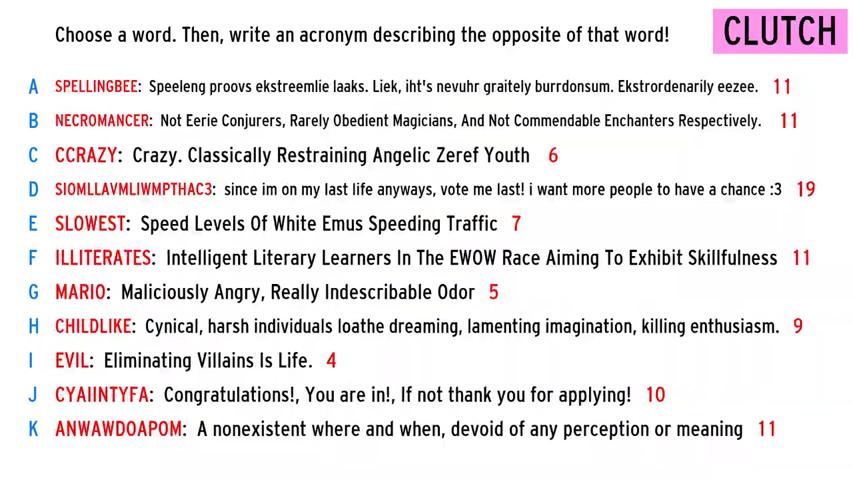 Choose a word. Then, write an acronym describing the opposite of that word!
CLUTCH
A SPELLINGBEE: Speeleng proovs ekstreemlie laaks. Liek, iht's nevuhr graitely burrdonsum. Ekstrordenarily eezee. 11
B NECROMANCER: Not Eerie Conjurers, Rarely Obedient Magicians, And Not Commendable Enchanters Respectively. 11
C CCRAZY: Crazy. Classically Restraining Angelic Zeref Youth 6
D SIOMLLAVMLIWMPTHAC3: since im on my last life anyways, vote me last! i want more people to have a chance :3 19
E SLOWEST: Speed Levels Of White Emus Speeding Traffic 7
F ILLITERATES: Intelligent Literary Learners In The EWOW Race Aiming To Exhibit Skillfulness 11
G MARIO: Maliciously Angry, Really Indescribable Odor 5
H CHILDLIKE: Cynical, harsh individuals loathe dreaming, lamenting imagination, killing enthusiasm. 9
I EVIL: Eliminating Villains Is Life. 4
J CYAIINTYFA: Congratulations!, You are in!, If not thank you for applying! 10
K ANWAWDOAPOM: A nonexistent where and when, devoid of any perception or meaning 11